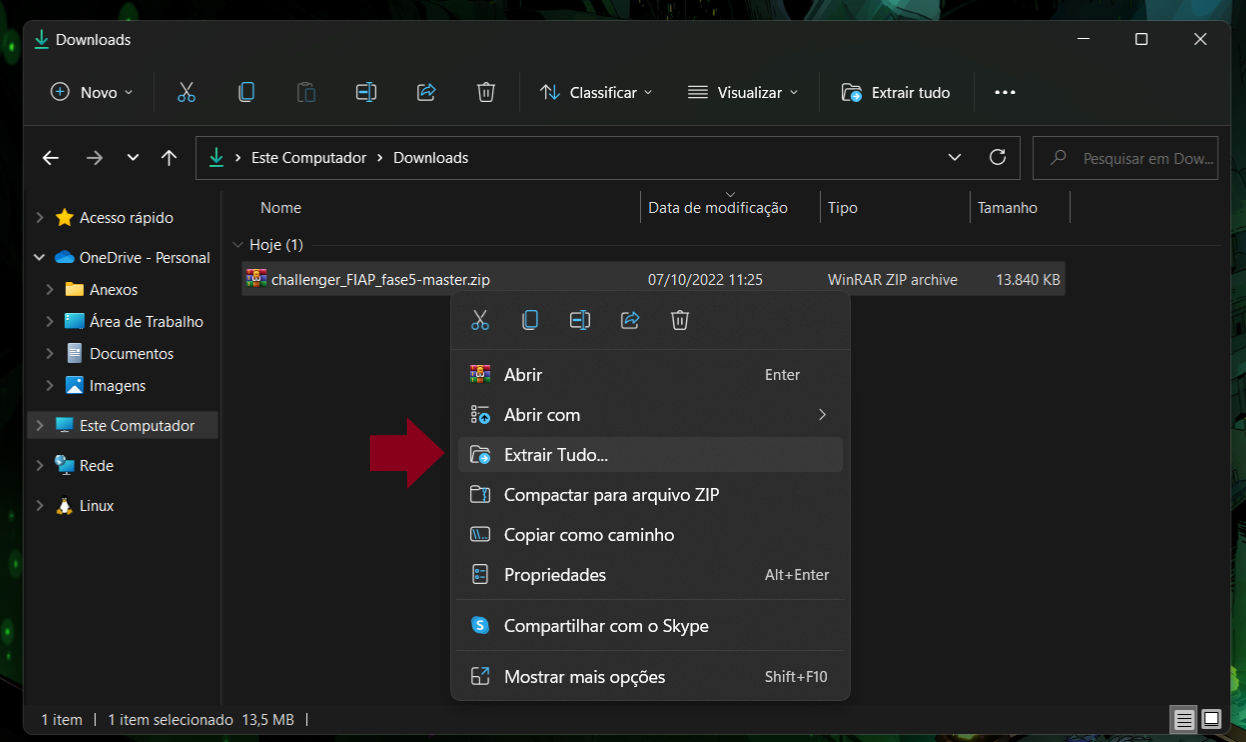 Downloads
Novo
Classificar
Visualizar
Extrair tudo
Este Computador
Downloads
Pesquisar em Dow...
Nome
Data de modificação
Tipo
Tamanho
Acesso rápido
OneDrive - Personal
Anexos
Área de Trabalho
Documentos
Imagens
Este Computador
Rede
Linux
Hoje (1)
challenger_FIAP_fase5-master.zip 07/10/2022 11:25 WinRAR ZIP archive 13.840 KB
Abrir Enter
Abrir com
Extrair Tudo...
Compactar para arquivo ZIP
Copiar como caminho
Propriedades Alt+Enter
Compartilhar com o Skype
Mostrar mais opções Shift+F10
1 item | 1 item selecionado 13,5 MB |